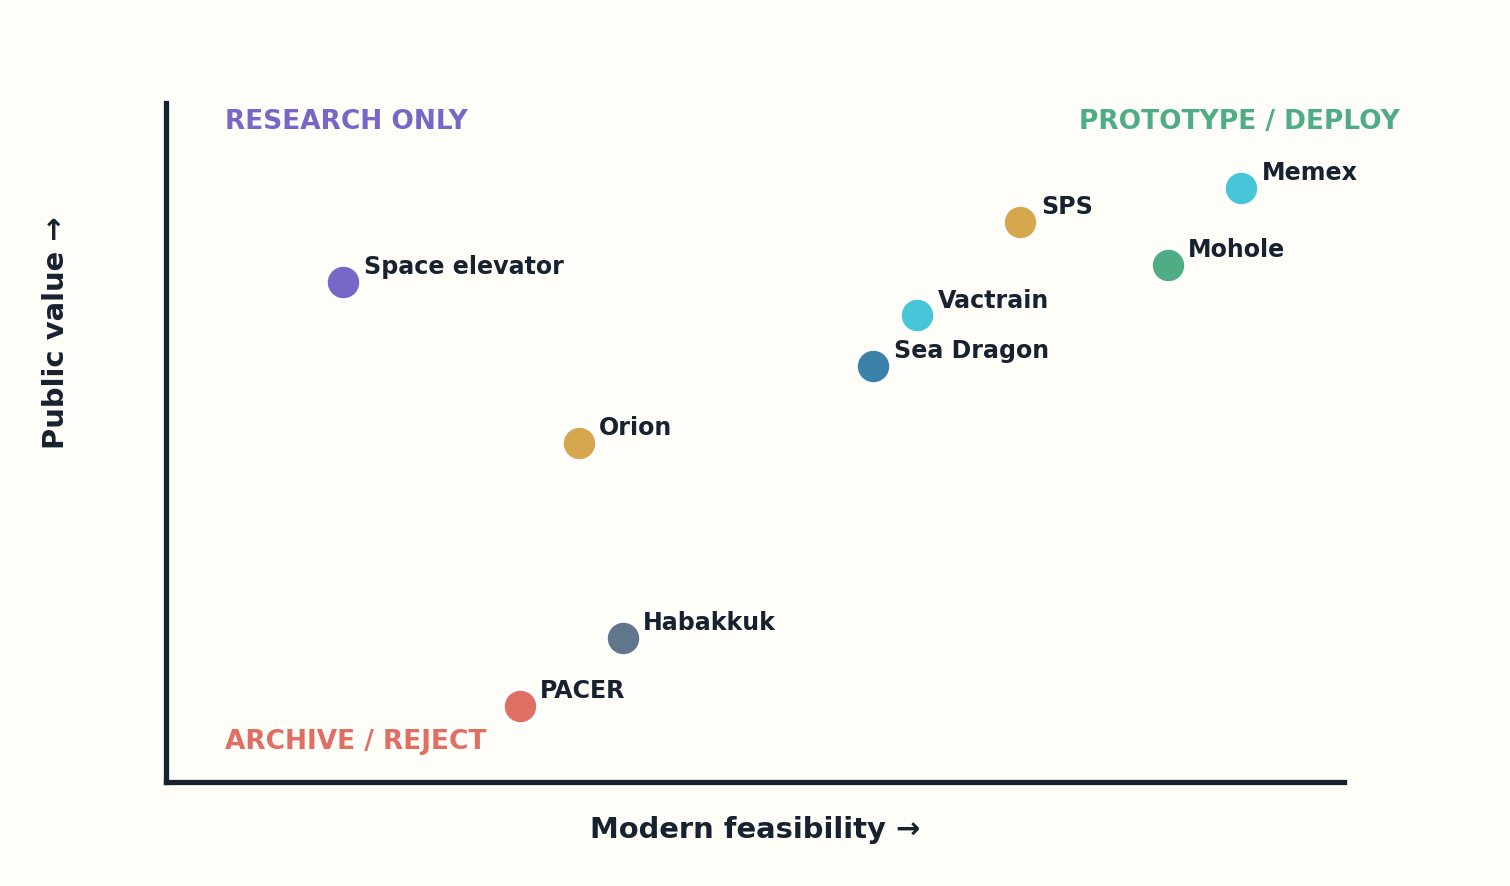 RESEARCH ONLY
PROTOTYPE / DEPLOY
Memex
SPS
Mohole
Space elevator
Vactrain
Sea Dragon
Orion
Habakkuk
PACER
ARCHIVE / REJECT
Public value →
Modern feasibility →